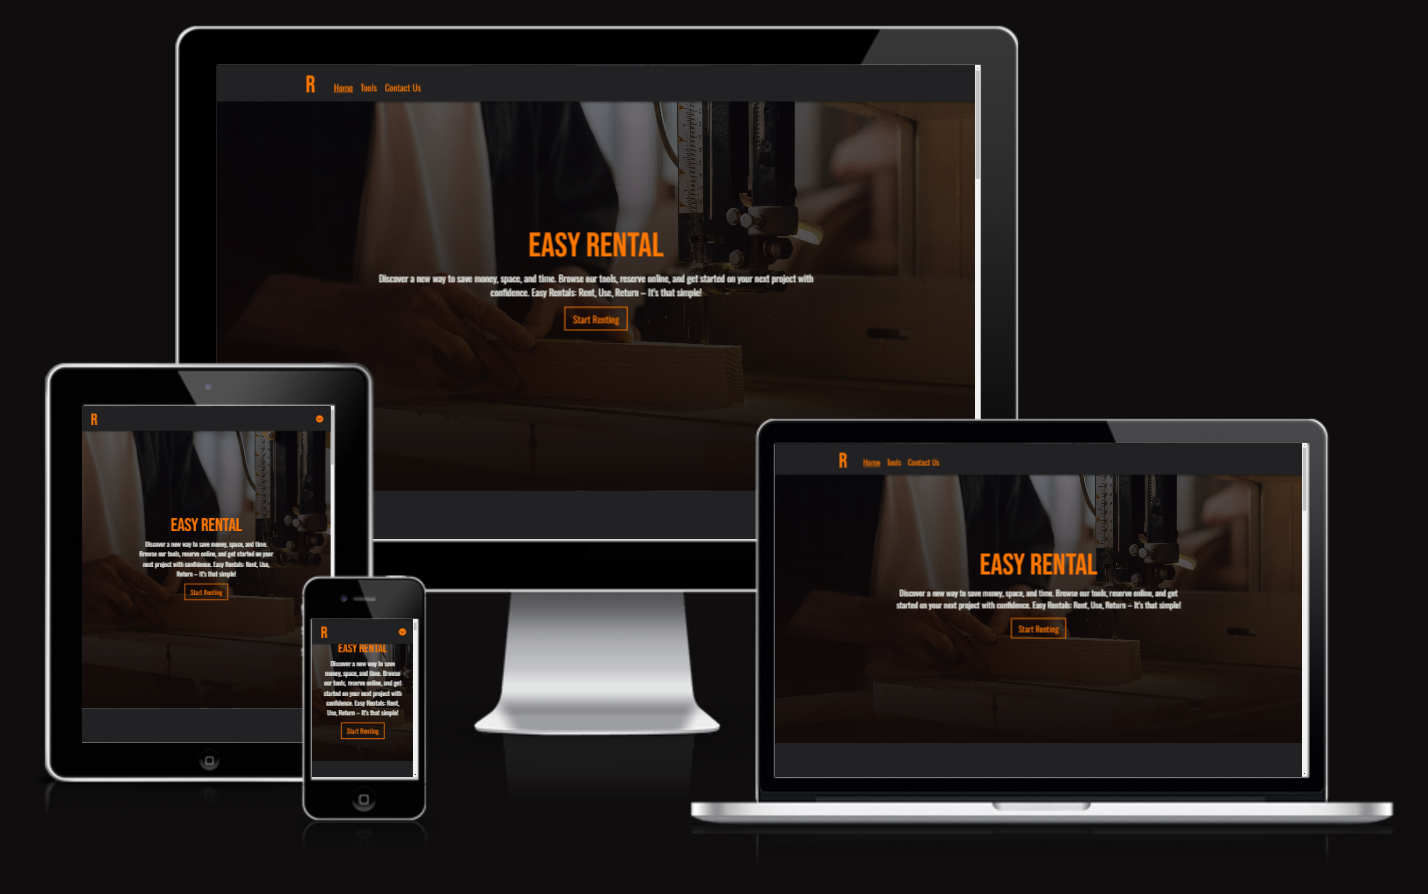 R Home Tools Contact Us
EASY RENTAL
Discover a new way to save money, space, and time. Browse our tools, reserve online, and get started on your next project with
confidence. Easy Rentals: Rent, Use, Return – It's that simple!
Start Renting
R
EASY RENTAL
Discover a new way to save money, space, and time.
Browse our tools, reserve online, and get started on your
next project with confidence. Easy Rentals: Rent, Use,
Return – It's that simple!
Start Renting
R
EASY RENTAL
Discover a new way to save
money, space, and time. Browse
our tools, reserve online, and get
started on your next project with
confidence. Easy Rentals: Rent,
Use, Return – It's that simple!
Start Renting
R Home Tools Contact Us
EASY RENTAL
Discover a new way to save money, space, and time. Browse our tools, reserve online, and get
started on your next project with confidence. Easy Rentals: Rent, Use, Return – It's that simple!
Start Renting